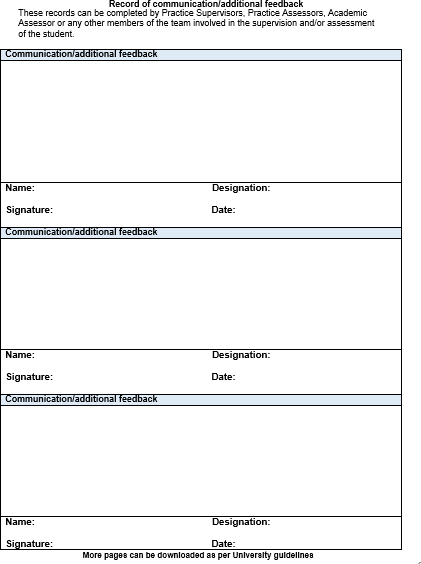 Record of communication/additional feedback
These records can be completed by Practice Supervisors, Practice Assessors, Academic
Assessor or any other members of the team involved in the supervision and/or assessment
of the student.
Communication/additional feedback
Name: Designation:
Signature: Date:
Communication/additional feedback
Name: Designation:
Signature: Date:
Communication/additional feedback
Name: Designation:
Signature: Date:
More pages can be downloaded as per University guidelines